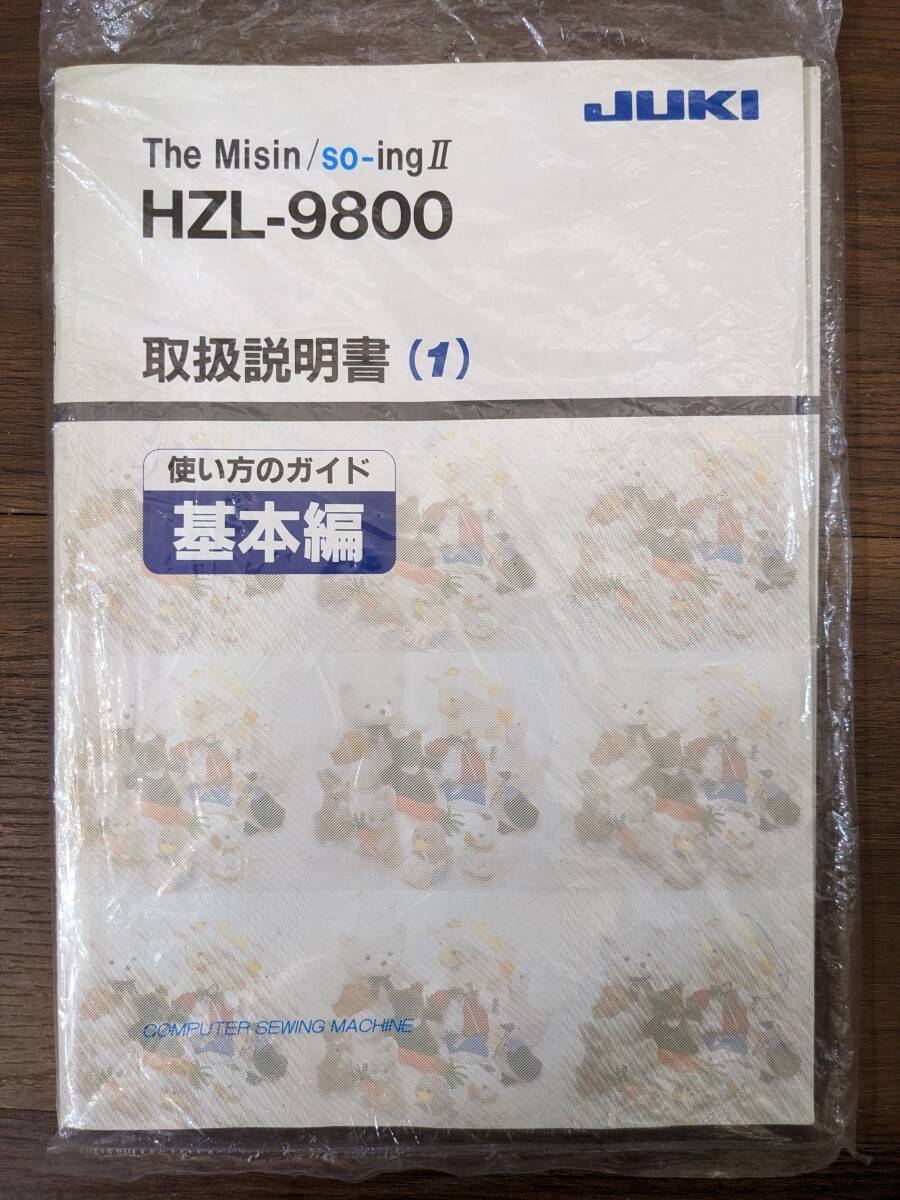 JUKI
The Misin/so-ingⅡ
HZL-9800
取扱説明書(1)
使い方のガイド
基本編
COMPUTER SEWING MACHINE